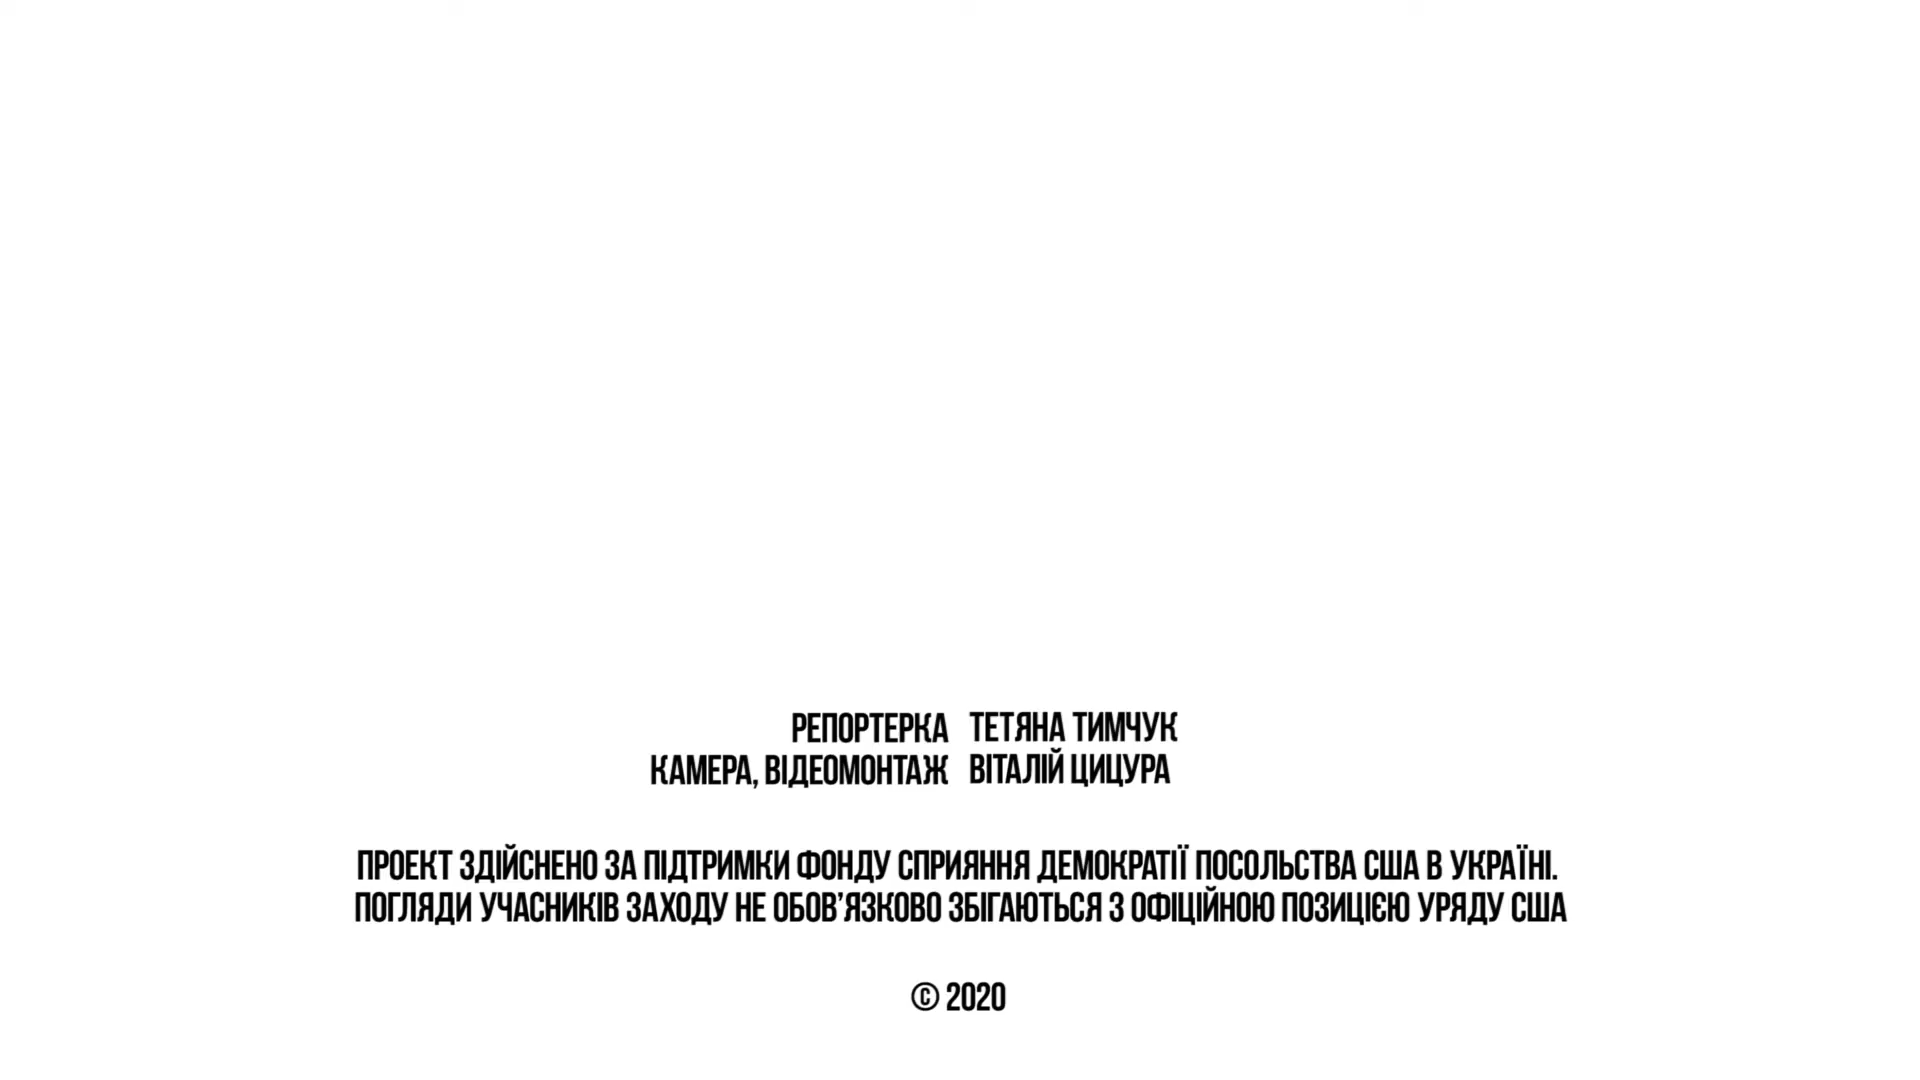 РЕПОРТЕРКА ТЕТЯНА ТИМЧУК
КАМЕРА, ВІДЕОМОНТАЖ ВІТАЛІЙ ЦИЦУРА
ПРОЕКТ ЗДІЙСНЕНО ЗА ПІДТРИМКИ ФОНДУ СПРИЯННЯ ДЕМОКРАТІЇ ПОСОЛЬСТВА США В УКРАЇНІ.
ПОГЛЯДИ УЧАСНИКІВ ЗАХОДУ НЕ ОБОВ’ЯЗКОВО ЗБІГАЮТЬСЯ З ОФІЦІЙНОЮ ПОЗИЦІЄЮ УРЯДУ США
© 2020